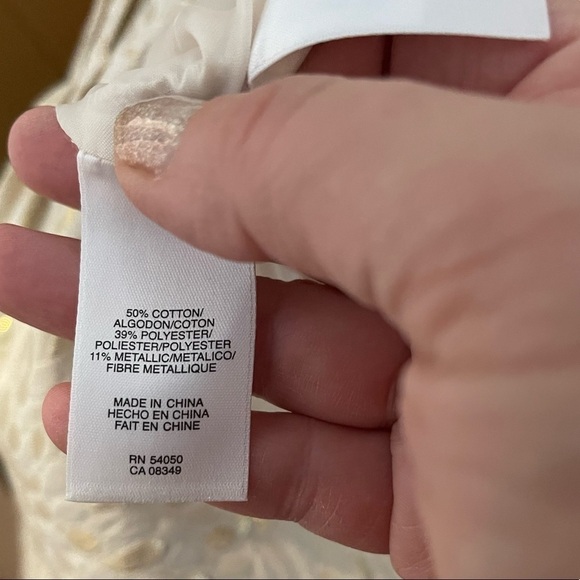 50% COTTON/
ALGODON/COTON
39% POLYESTER/
POLIESTER/POLYESTER
11% METALLIC/METALICO/
FIBRE METALLIQUE
MADE IN CHINA
HECHO EN CHINA
FAIT EN CHINE
RN 54050
CA 08349